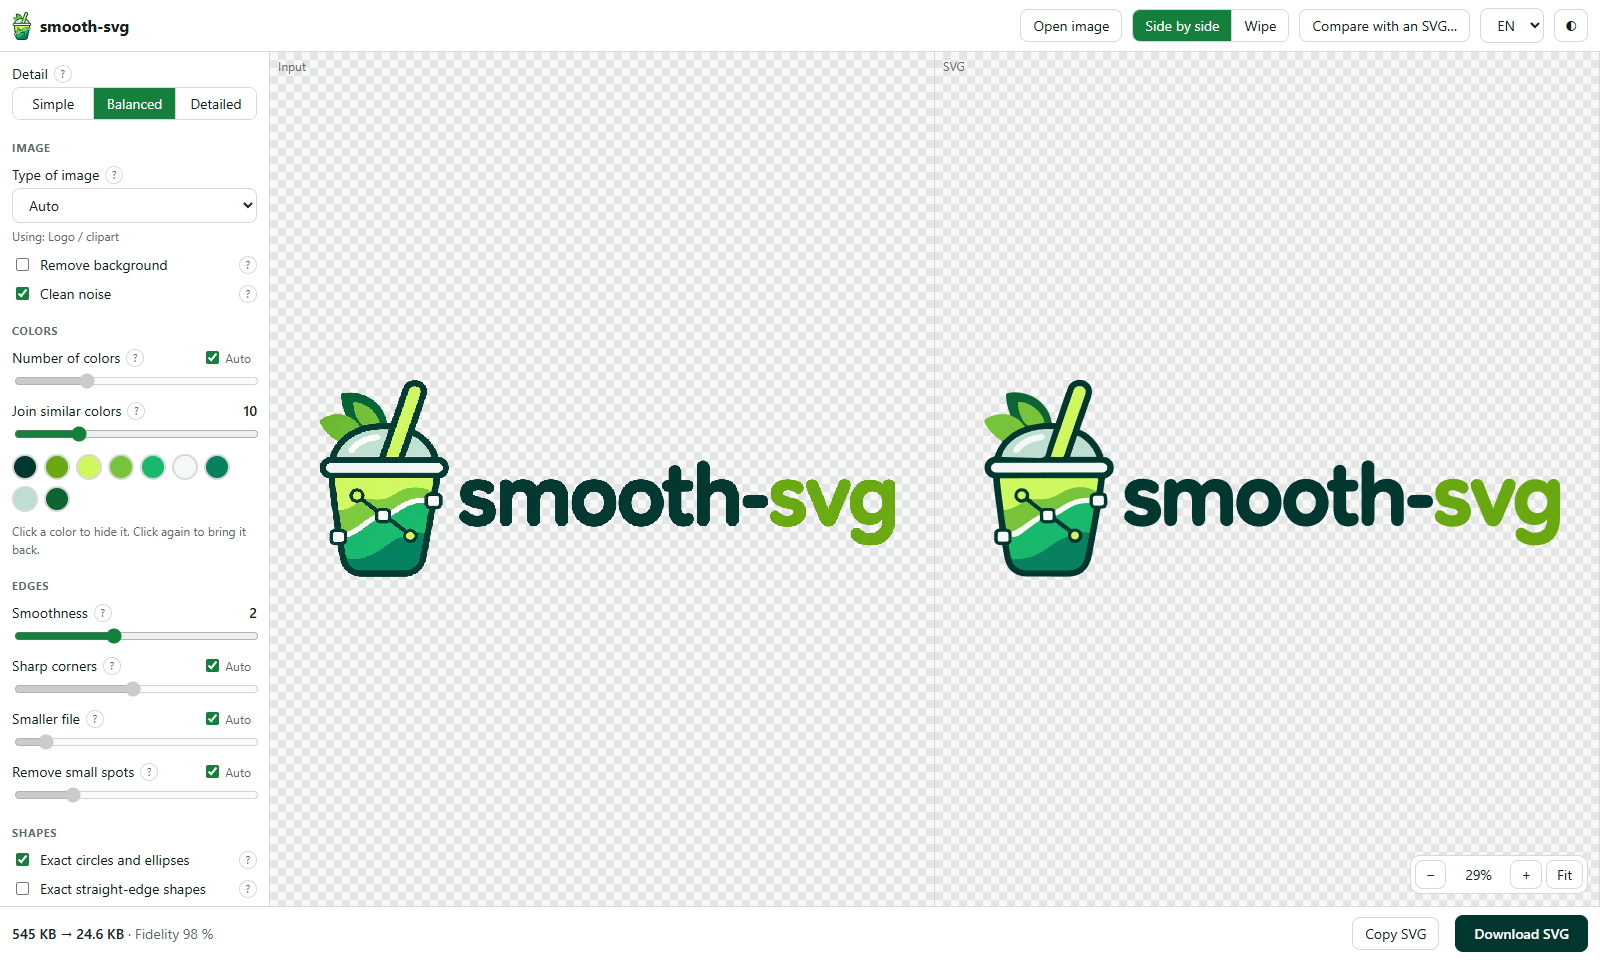 smooth-svg
Open image
Side by side
Wipe
Compare with an SVG...
EN
Detail ?
Simple
Balanced
Detailed
IMAGE
Type of image ?
Auto
Using: Logo / clipart
Remove background ?
Clean noise ?
COLORS
Number of colors ? Auto
Join similar colors ? 10
Click a color to hide it. Click again to bring it
back.
EDGES
Smoothness ? 2
Sharp corners ? Auto
Smaller file ? Auto
Remove small spots ? Auto
SHAPES
Exact circles and ellipses ?
Exact straight-edge shapes ?
Input
smooth-svg
SVG
smooth-svg
− 29% + Fit
545 KB → 24.6 KB · Fidelity 98 %
Copy SVG
Download SVG